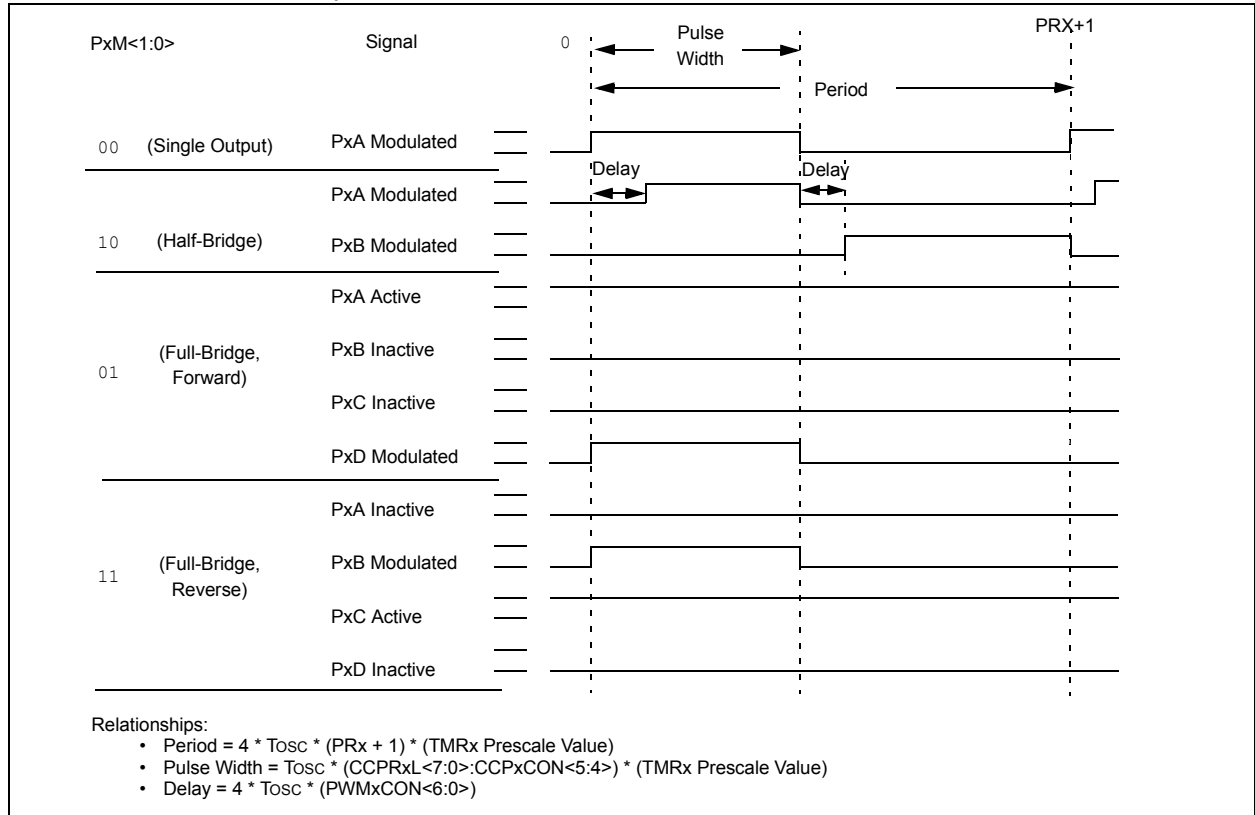 PxM<1:0> Signal 0 Pulse Width PRX+1
Period
00 (Single Output) PxA Modulated
Delay Delay
PxA Modulated
10 (Half-Bridge) PxB Modulated
PxA Active
01 (Full-Bridge, Forward) PxB Inactive
PxC Inactive
PxD Modulated
PxA Inactive
11 (Full-Bridge, Reverse) PxB Modulated
PxC Active
PxD Inactive
Relationships:
• Period = 4 * TOSC * (PRx + 1) * (TMRx Prescale Value)
• Pulse Width = TOSC * (CCPRxL<7:0>:CCPxCON<5:4>) * (TMRx Prescale Value)
• Delay = 4 * TOSC * (PWMxCON<6:0>)